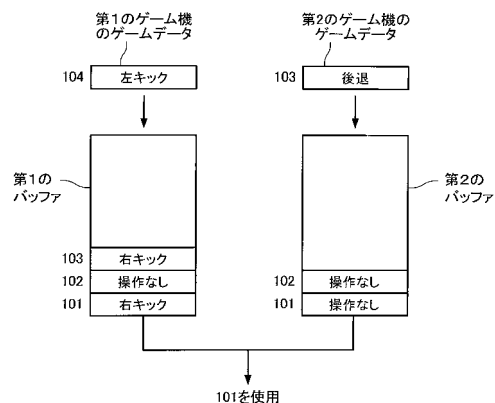 第1のゲーム機
のゲームデータ
第2のゲーム機の
ゲームデータ
104 左キック
103 後退
第1の
バッファ
第2の
バッファ
103 右キック
102 操作なし
101 右キック
102 操作なし
101 操作なし
101を使用